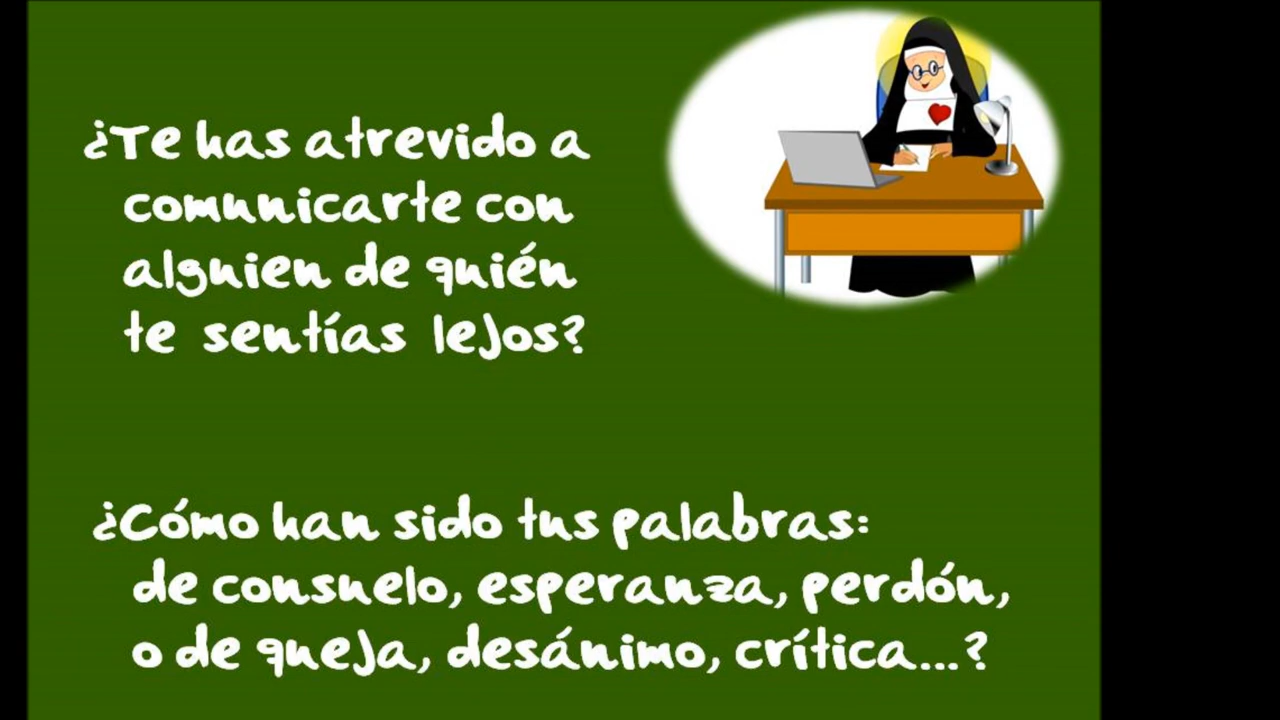 ¿Te has atrevido a
comunicarte con
alguien de quién
te sentías lejos?
¿Cómo han sido tus palabras:
de consuelo, esperanza, perdón,
o de queja, desánimo, crítica...?